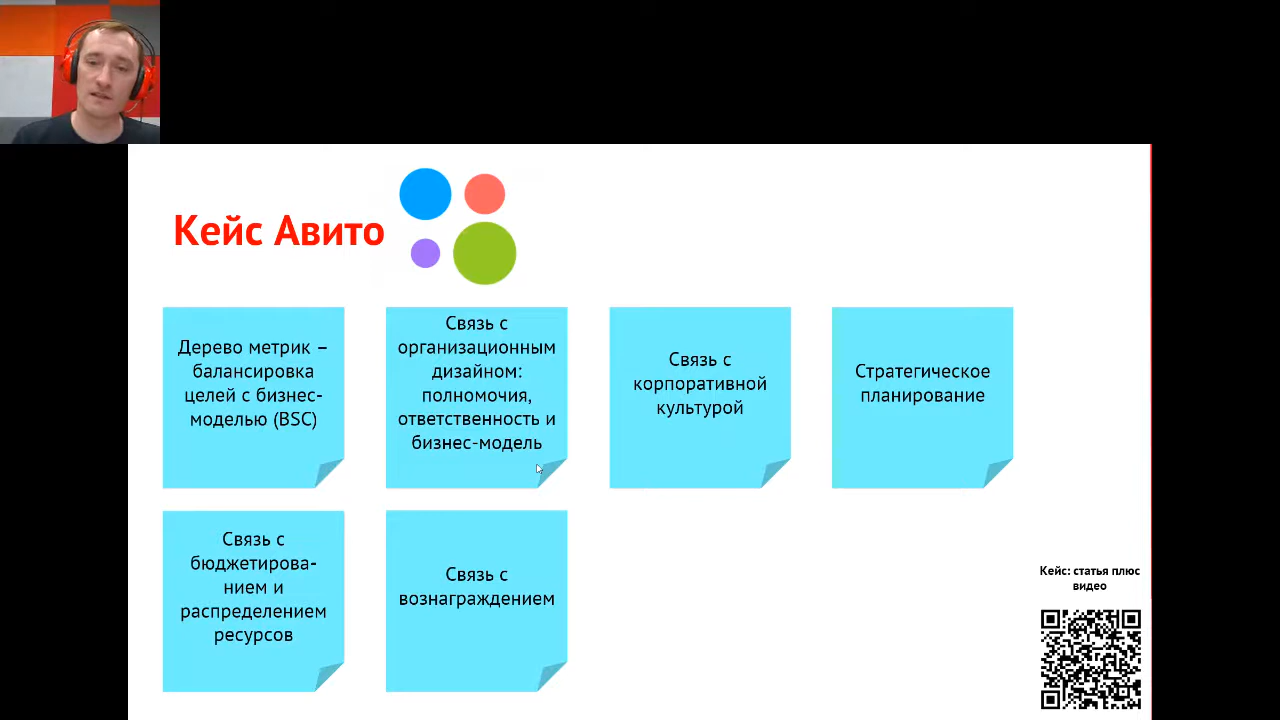 Кейс Авито
Дерево метрик –
балансировка
целей с бизнес-
моделью (BSC)
Связь с
организационным
дизайном:
полномочия,
ответственность и
бизнес-модель
Связь с
корпоративной
культурой
Стратегическое
планирование
Связь с
бюджетирова-
нием и
распределением
ресурсов
Связь с
вознаграждением
Кейс: статья плюс
видео